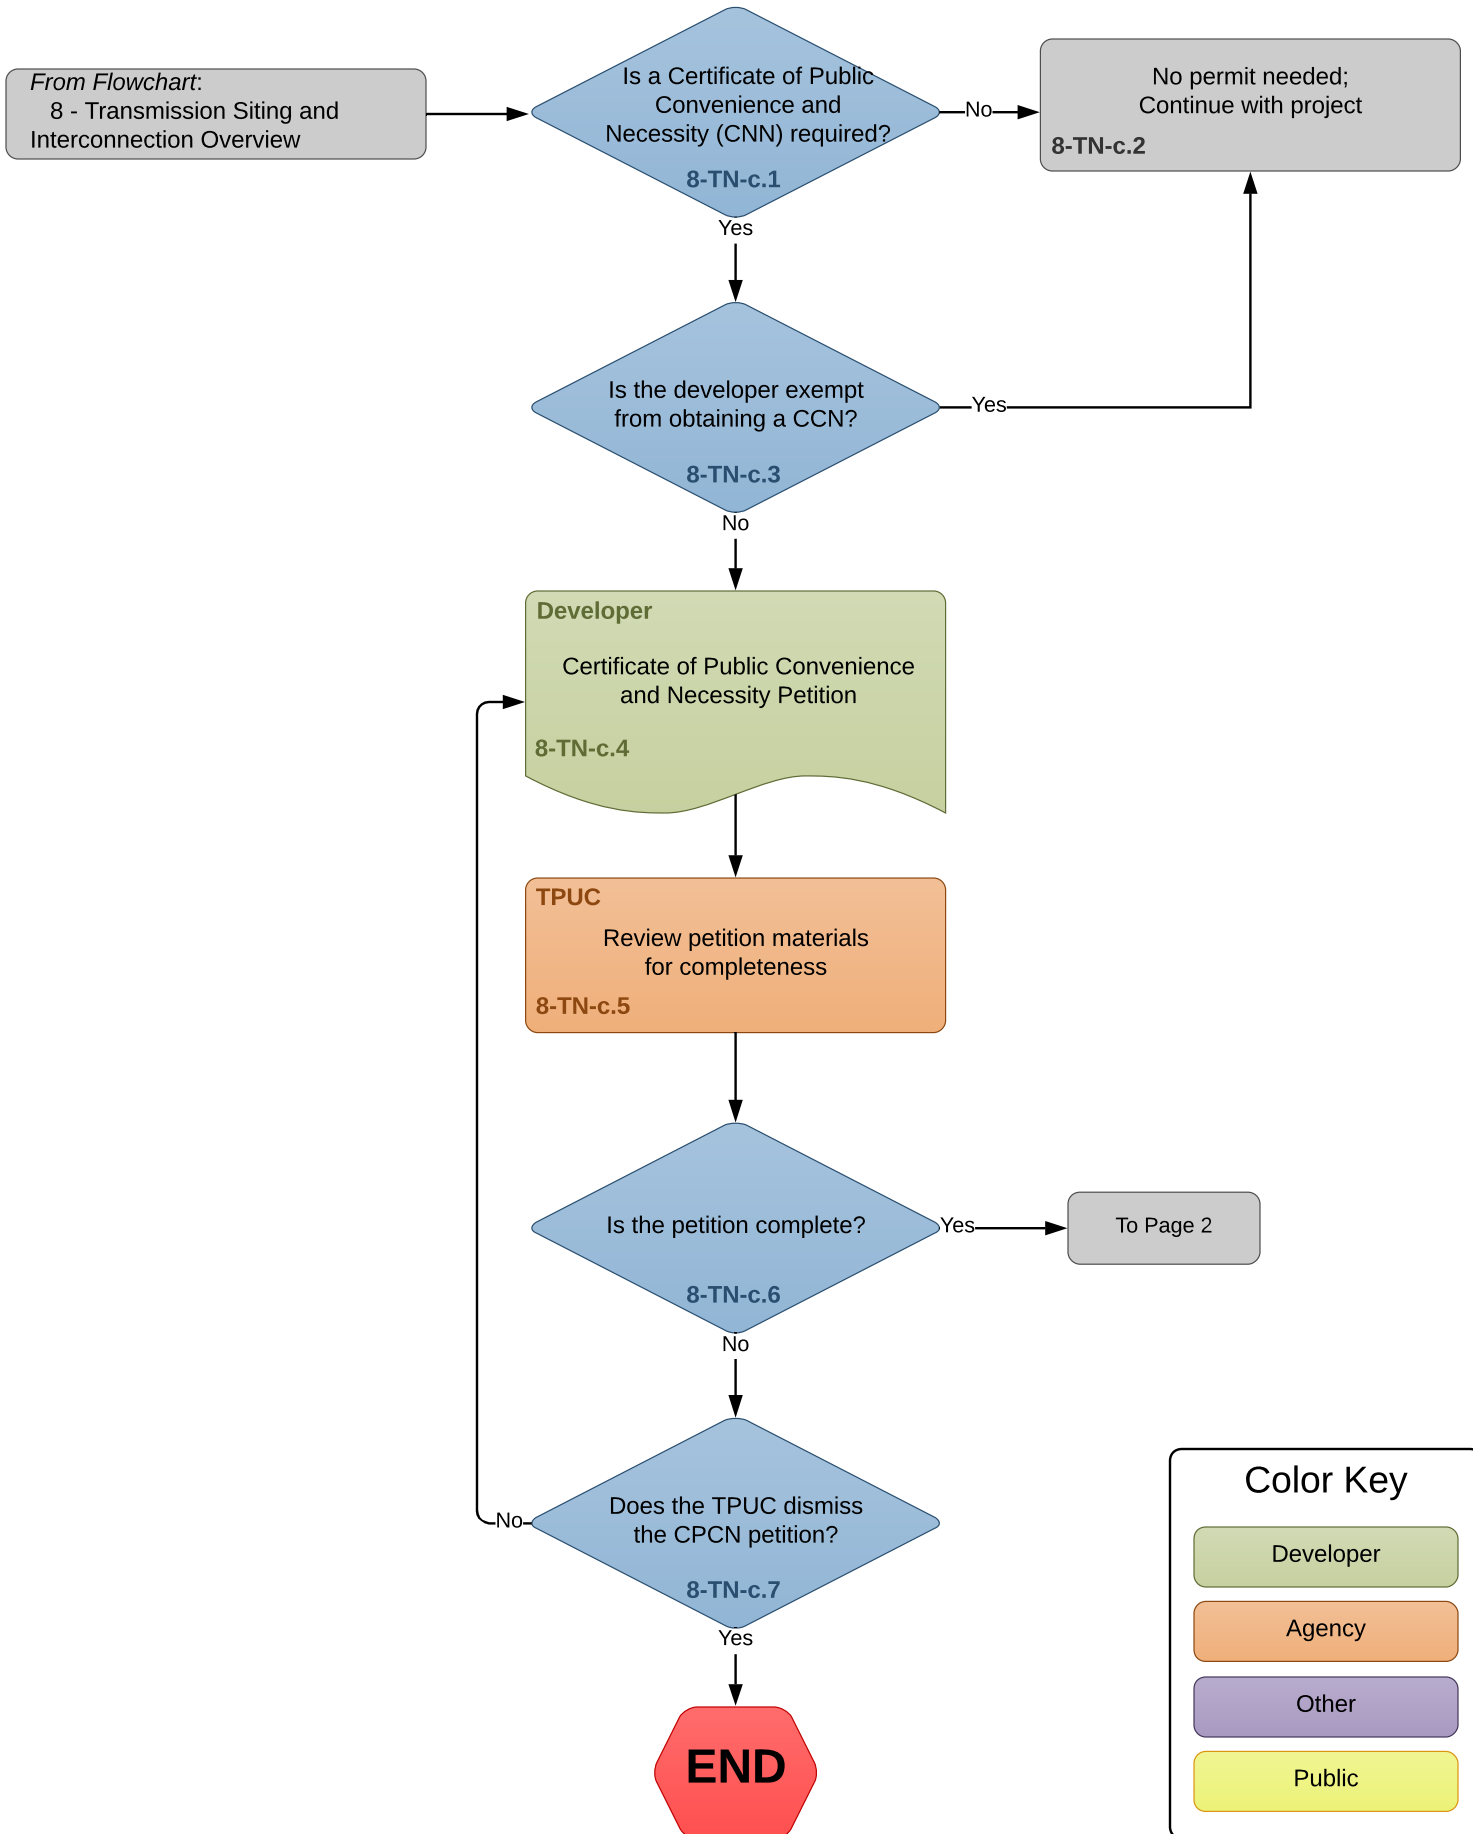 From Flowchart:
8 - Transmission Siting and
Interconnection Overview
Is a Certificate of Public
Convenience and
Necessity (CNN) required?
8-TN-c.1
No
No permit needed;
Continue with project
8-TN-c.2
Yes
Is the developer exempt
from obtaining a CCN?
8-TN-c.3
Yes
No
Developer
Certificate of Public Convenience
and Necessity Petition
8-TN-c.4
TPUC
Review petition materials
for completeness
8-TN-c.5
Is the petition complete?
8-TN-c.6
Yes
To Page 2
No
Does the TPUC dismiss
the CPCN petition?
8-TN-c.7
No
Yes
END
Color Key
Developer
Agency
Other
Public